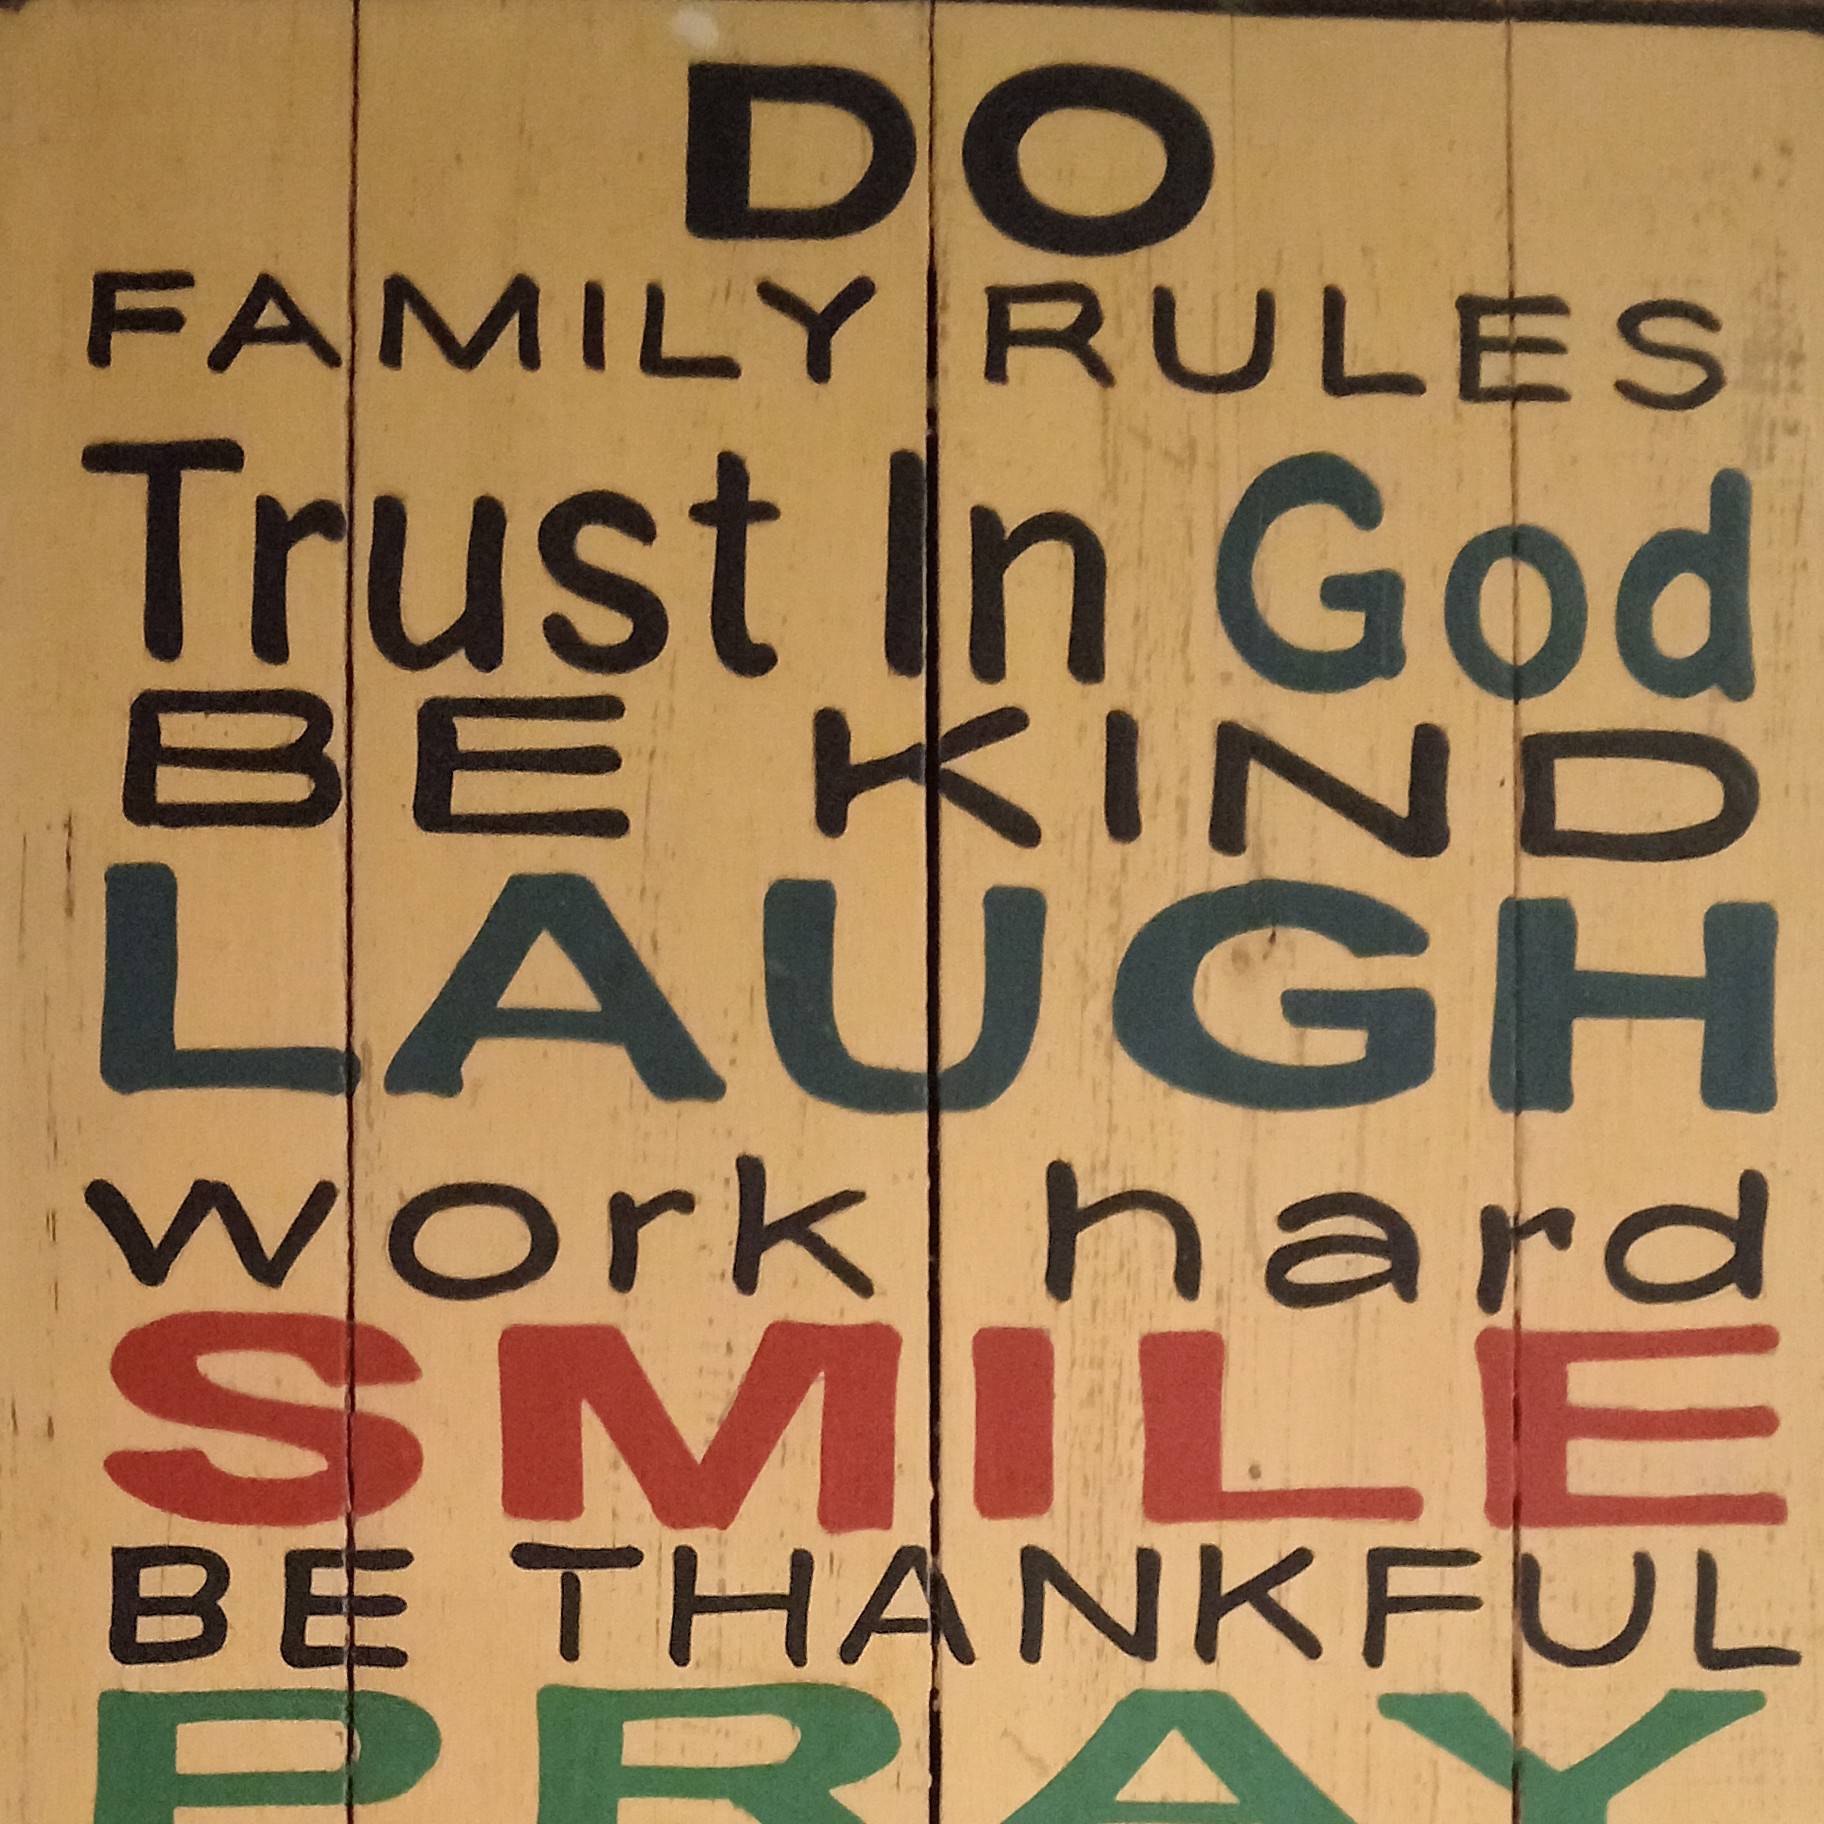 DO
FAMILY RULES
Trust In God
BE KIND
LAUGH
work hard
SMILE
BE THANKFUL
PRAY